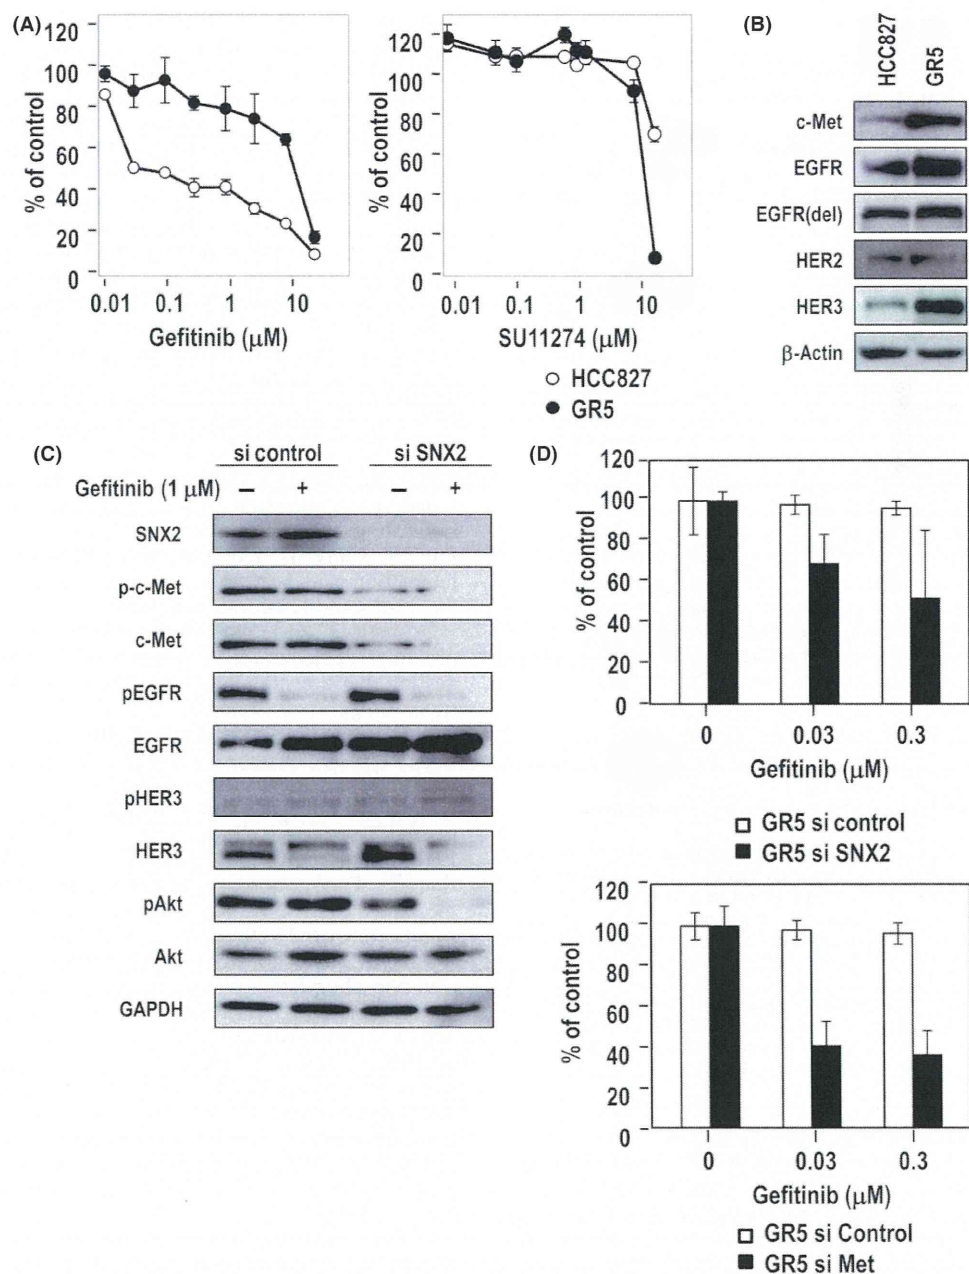 (A)
120
100
80
60
40
20
0
% of control
0.01 0.1 1 10
Gefitinib (μM)
120
100
80
60
40
20
0
% of control
0.01 0.1 1 10
SU11274 (μM)
HCC827
GR5
(B)
HCC827
GR5
c-Met
EGFR
EGFR(del)
HER2
HER3
β-Actin
(C)
si control si SNX2
Gefitinib (1 μM) – + – +
SNX2
p-c-Met
c-Met
pEGFR
EGFR
pHER3
HER3
pAkt
Akt
GAPDH
(D)
120
100
80
60
40
20
0
% of control
0 0.03 0.3
Gefitinib (μM)
GR5 si control
GR5 si SNX2
120
100
80
60
40
20
0
% of control
0 0.03 0.3
Gefitinib (μM)
GR5 si Control
GR5 si Met